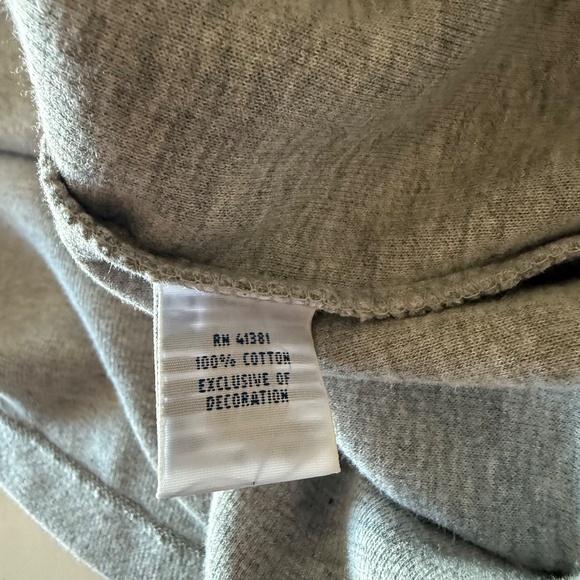 RN 41381
100% COTTON
EXCLUSIVE OF
DECORATION